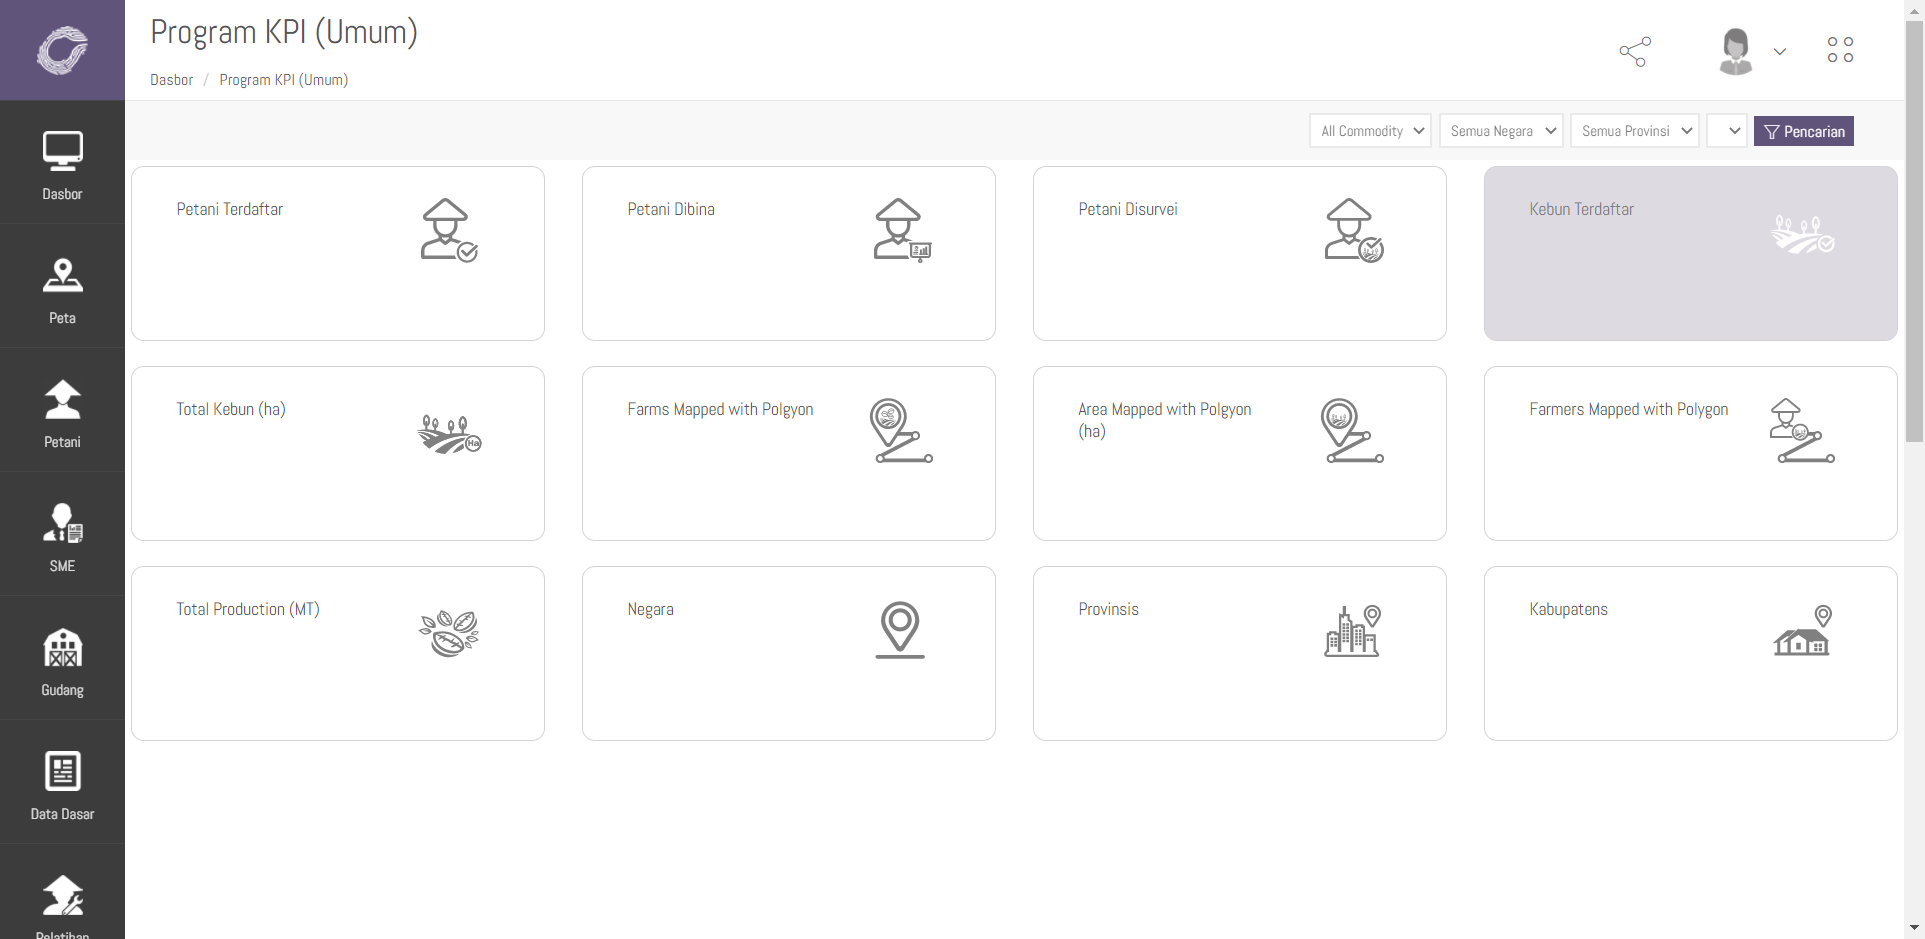 Program KPI (Umum)
Dasbor / Program KPI (Umum)
All Commodity
Semua Negara
Semua Provinsi
Pencarian
Dasbor
Peta
Petani
SME
Gudang
Data Dasar
Pelatihan
Petani Terdaftar
Petani Dibina
Petani Disurvei
Kebun Terdaftar
Total Kebun (ha)
Ha
Farms Mapped with Polgyon
Area Mapped with Polgyon
(ha)
Farmers Mapped with Polygon
Total Production (MT)
Negara
Provinsis
Kabupatens